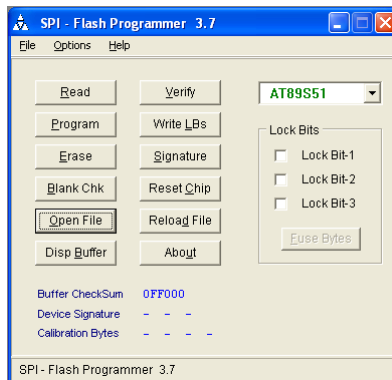 SPI - Flash Programmer 3.7
File Options Help
Read Verify AT89S51
Program Write LBs Lock Bits
Erase Signature Lock Bit-1
Blank Chk Reset Chip Lock Bit-2
Open File Reload File Lock Bit-3
Disp Buffer About Fuse Bytes
Buffer CheckSum 0FF000
Device Signature - - -
Calibration Bytes - - - -
SPI - Flash Programmer 3.7